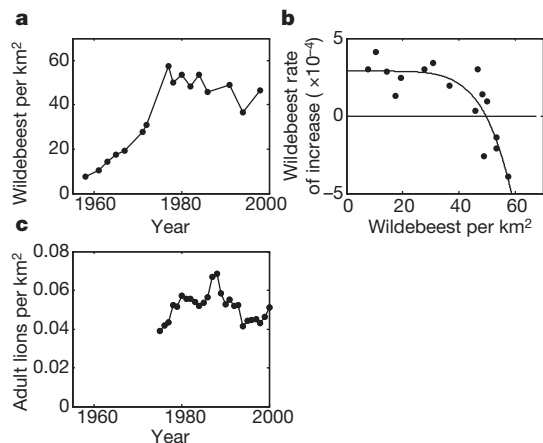 a
Wildebeest per km²
60
40
20
0
1960
1980
2000
Year
b
Wildebeest rate
of increase ( ×10⁻⁴)
5
0
−5
0
20
40
60
Wildebeest per km²
c
Adult lions per km²
0.08
0.06
0.04
0.02
0
1960
1980
2000
Year